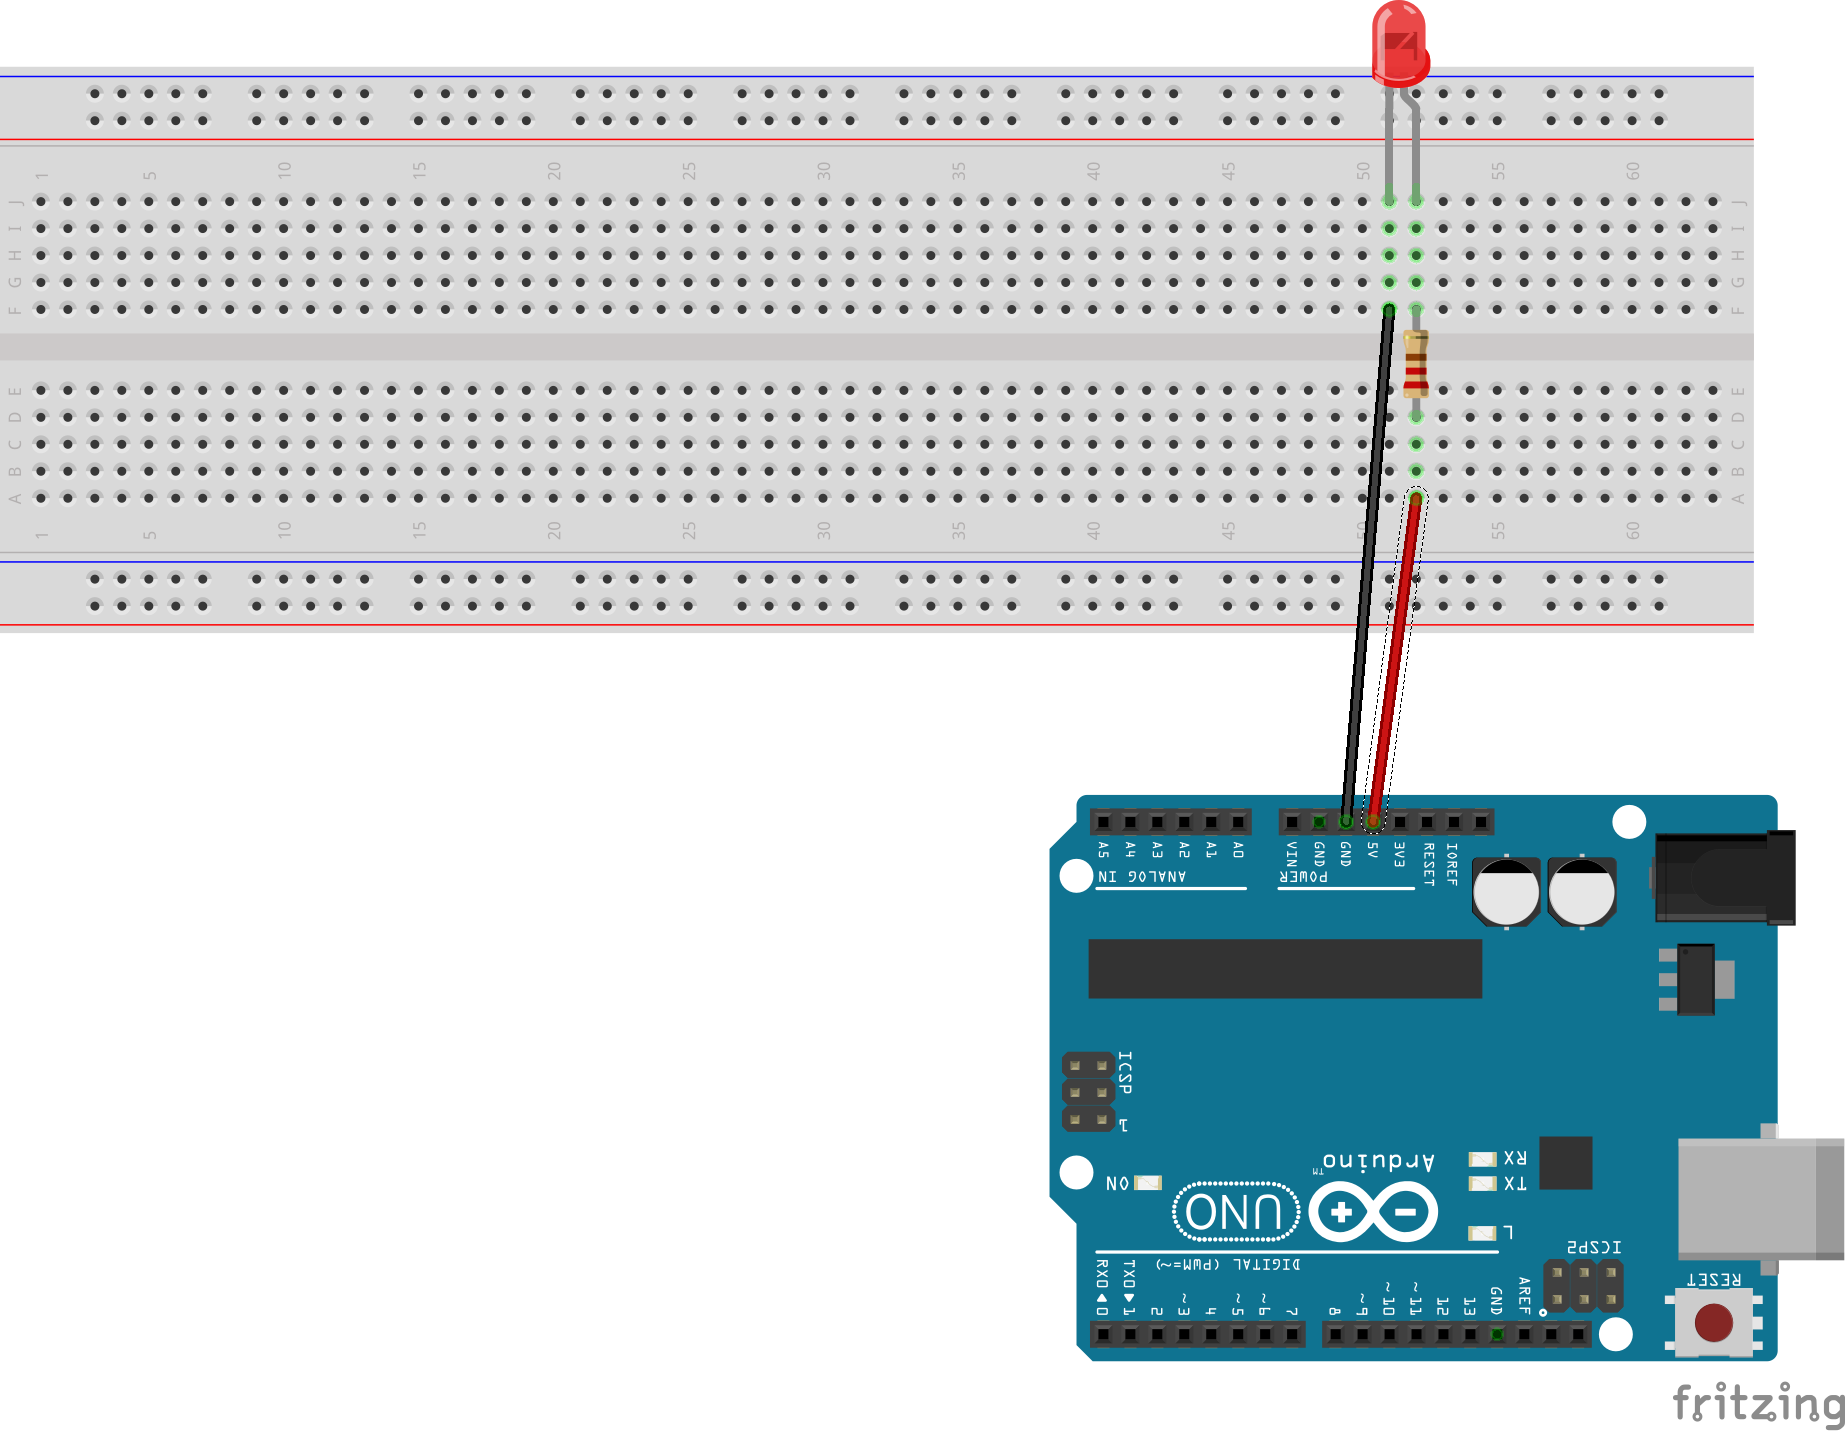 1 5 10 15 20 25 30 35 40 45 50 55 60
J J
I I
H H
G G
F F
E E
D D
C C
B B
A A
1 5 10 15 20 25 30 35 40 45 50 55 60
A5 A4 A3 A2 A1 A0 VIN GND GND 5V 3V3 RESET IOREF
ANALOG IN POWER
ICSP
1
Arduino™
RX
ON TX
UNO
L
ICSP2
DIGITAL (PWM=~)
RESET
RX0◀0 TX0▶1 2 ~3 4 ~5 ~6 7 8 ~9 ~10 ~11 12 13 GND AREF
fritzing